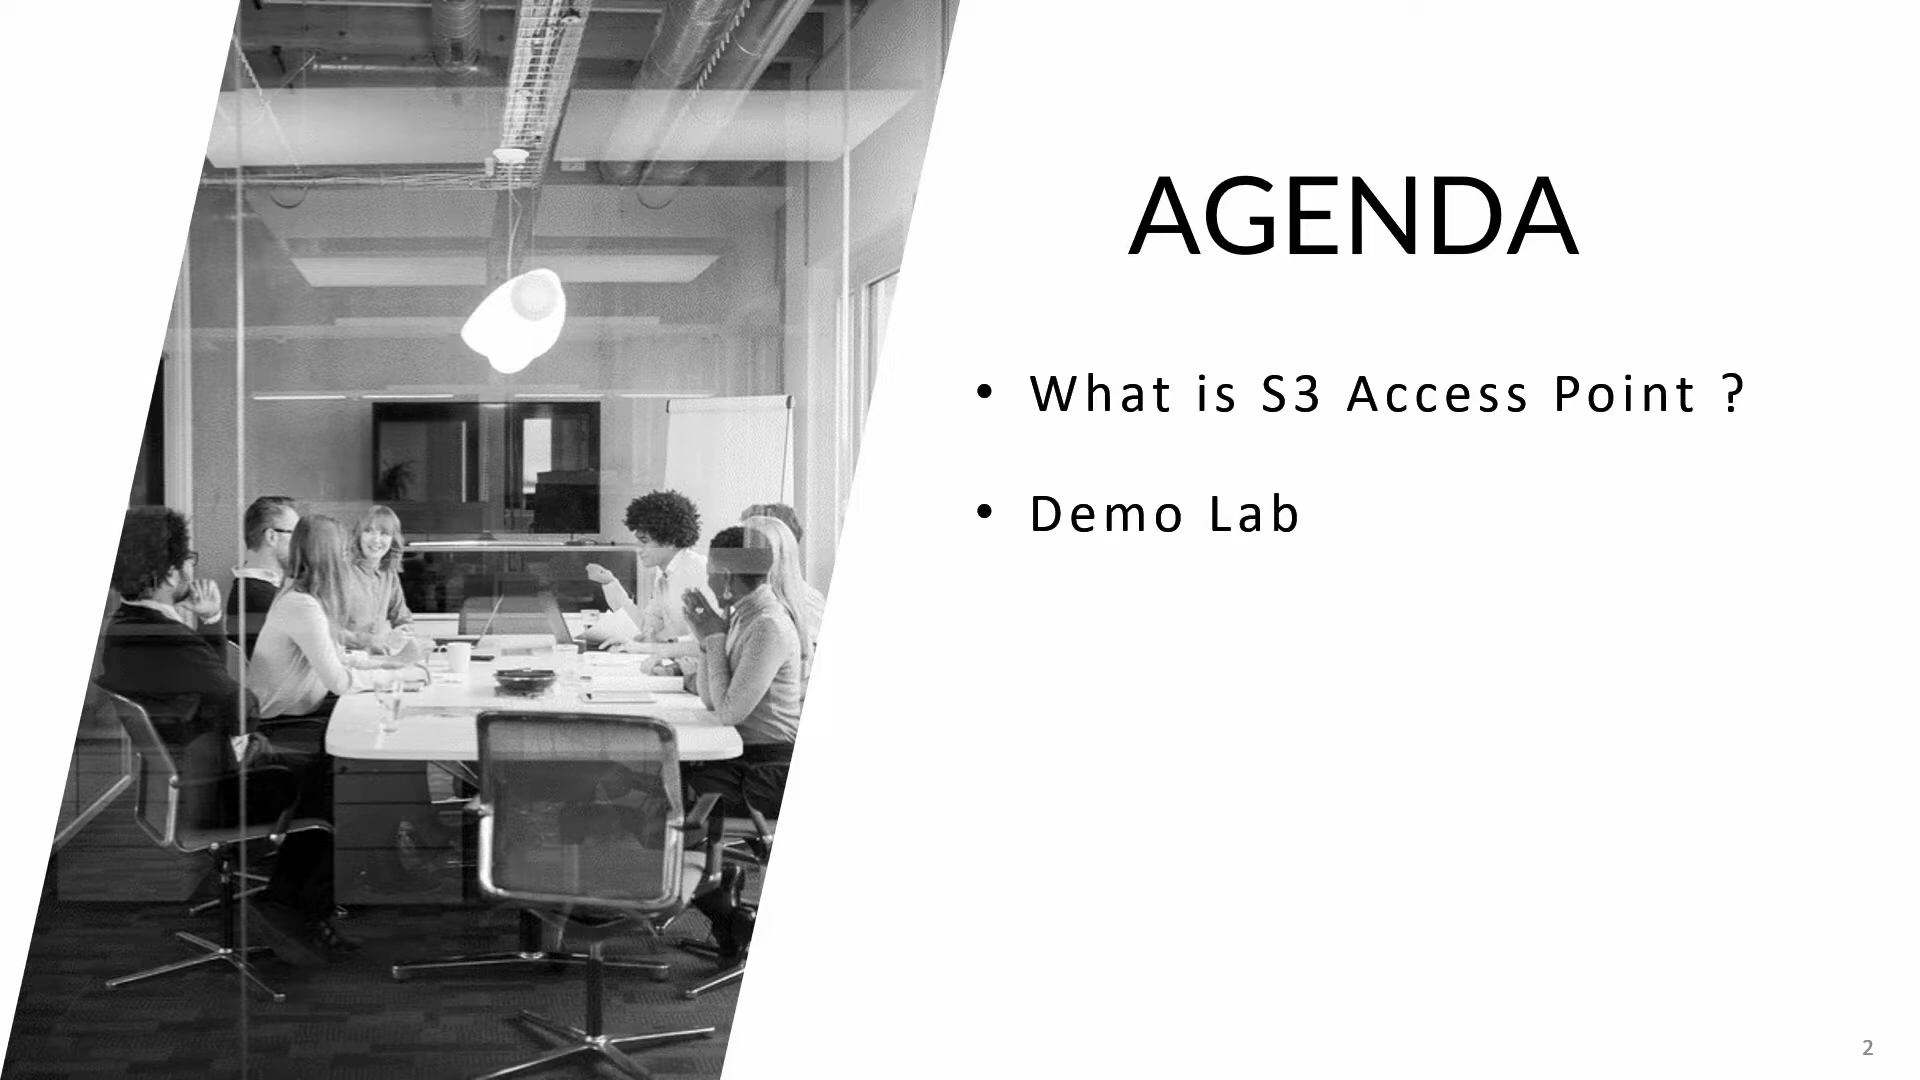 AGENDA
• What is S3 Access Point ?
• Demo Lab
2